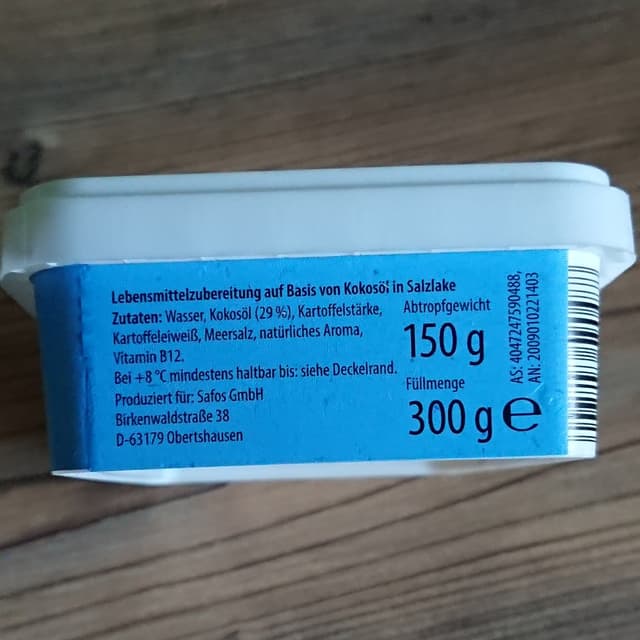 Lebensmittelzubereitung auf Basis von Kokosöl in Salzlake
Zutaten: Wasser, Kokosöl (29 %), Kartoffelstärke,
Kartoffeleiweiß, Meersalz, natürliches Aroma,
Vitamin B12.
Bei +8 °C mindestens haltbar bis: siehe Deckelrand.
Produziert für: Safos GmbH
Birkenwaldstraße 38
D-63179 Obertshausen
Abtropfgewicht
150 g
Füllmenge
300 g e
AS: 4047247590488,
AN: 2009010221403